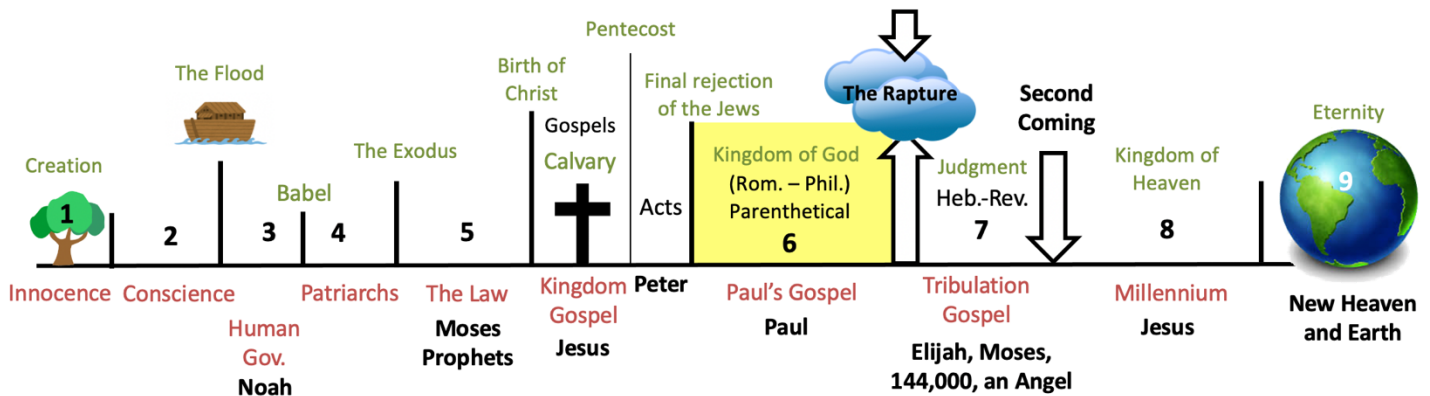 Pentecost
The Flood
Birth of
Christ
Final rejection
of the Jews
The Rapture
Second
Coming
Eternity
Gospels
Creation
The Exodus
Calvary
Kingdom of God
(Rom. – Phil.)
Parenthetical
Judgment
Heb.-Rev.
Kingdom of
Heaven
Babel
Acts
1
2
3
4
5
6
7
8
9
Innocence
Conscience
Human
Gov.
Noah
Patriarchs
The Law
Moses
Prophets
Kingdom
Gospel
Jesus
Peter
Paul’s Gospel
Paul
Tribulation
Gospel
Elijah, Moses,
144,000, an Angel
Millennium
Jesus
New Heaven
and Earth